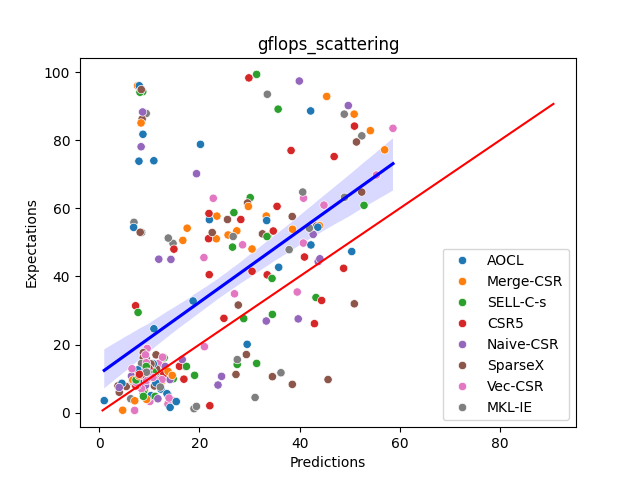 gflops_scattering
Expectations
100
80
60
40
20
0
0 20 40 60 80
Predictions
AOCL
Merge-CSR
SELL-C-s
CSR5
Naive-CSR
SparseX
Vec-CSR
MKL-IE